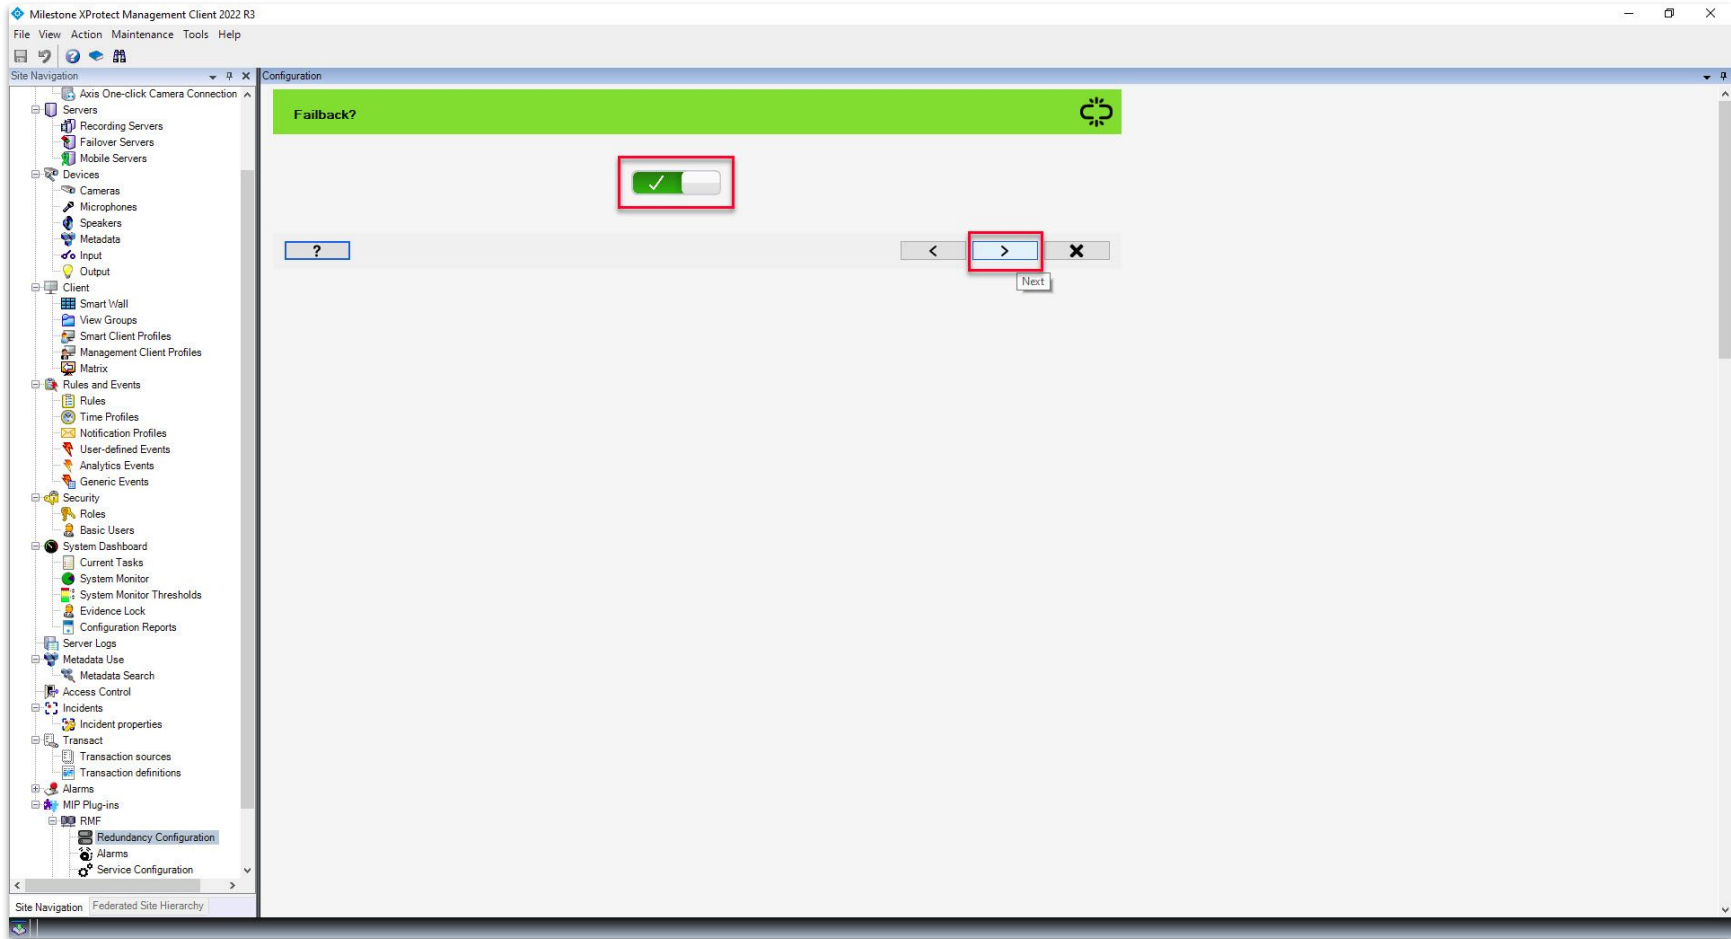 Milestone XProtect Management Client 2022 R3
File View Action Maintenance Tools Help
Site Navigation
Axis One-click Camera Connection
Servers
Recording Servers
Failover Servers
Mobile Servers
Devices
Cameras
Microphones
Speakers
Metadata
Input
Output
Client
Smart Wall
View Groups
Smart Client Profiles
Management Client Profiles
Matrix
Rules and Events
Rules
Time Profiles
Notification Profiles
User-defined Events
Analytics Events
Generic Events
Security
Roles
Basic Users
System Dashboard
Current Tasks
System Monitor
System Monitor Thresholds
Evidence Lock
Configuration Reports
Server Logs
Metadata Use
Metadata Search
Access Control
Incidents
Incident properties
Transact
Transaction sources
Transaction definitions
Alarms
MIP Plug-ins
RMF
Redundancy Configuration
Alarms
Service Configuration
Site Navigation Federated Site Hierarchy
Configuration
Failback?
? < >
Next